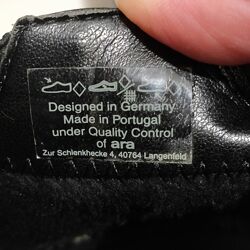 Designed in Germany
Made in Portugal
under Quality Control
of ara
Zur Schlenkhecke 4, 40764 Langenfeld